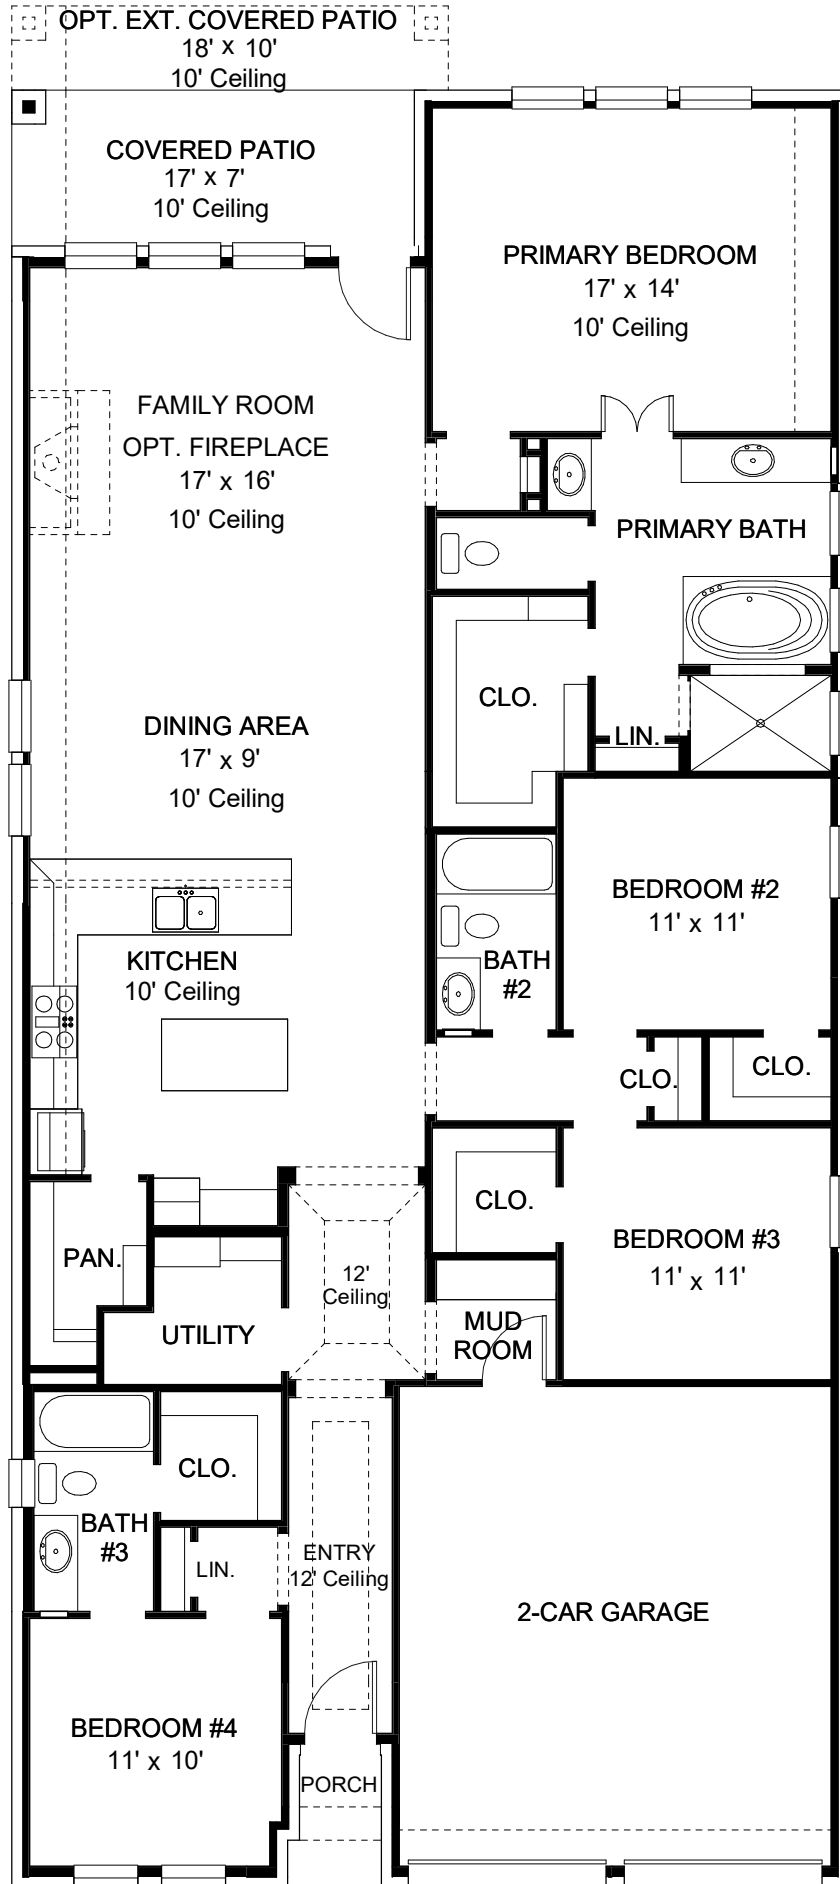 OPT. EXT. COVERED PATIO
18' x 10'
10' Ceiling
COVERED PATIO
17' x 7'
10' Ceiling
PRIMARY BEDROOM
17' x 14'
10' Ceiling
FAMILY ROOM
OPT. FIREPLACE
17' x 16'
10' Ceiling
PRIMARY BATH
CLO.
LIN.
DINING AREA
17' x 9'
10' Ceiling
BEDROOM #2
11' x 11'
KITCHEN
10' Ceiling
BATH
#2
CLO.
CLO.
CLO.
BEDROOM #3
11' x 11'
PAN.
12'
Ceiling
UTILITY
MUD
ROOM
CLO.
BATH
#3
LIN.
ENTRY
12' Ceiling
2-CAR GARAGE
BEDROOM #4
11' x 10'
PORCH